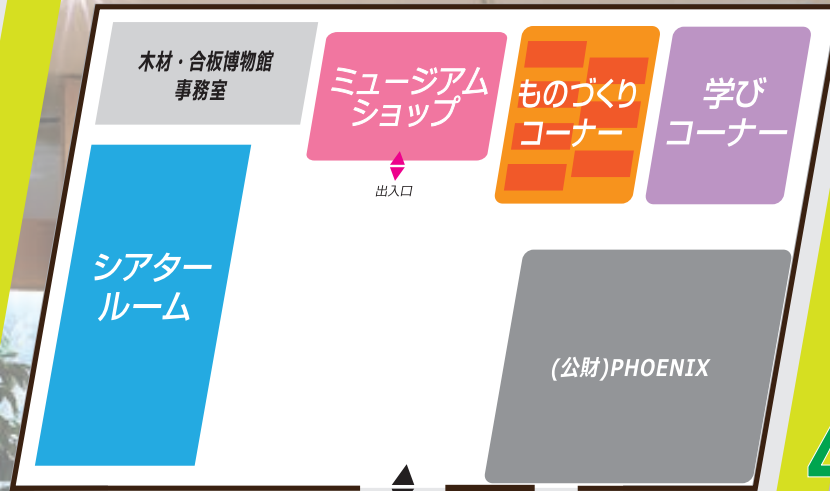 木材・合板博物館
事務室
ミュージアム
ショップ
ものづくり
コーナー
学び
コーナー
出入口
シアター
ルーム
(公財)PHOENIX